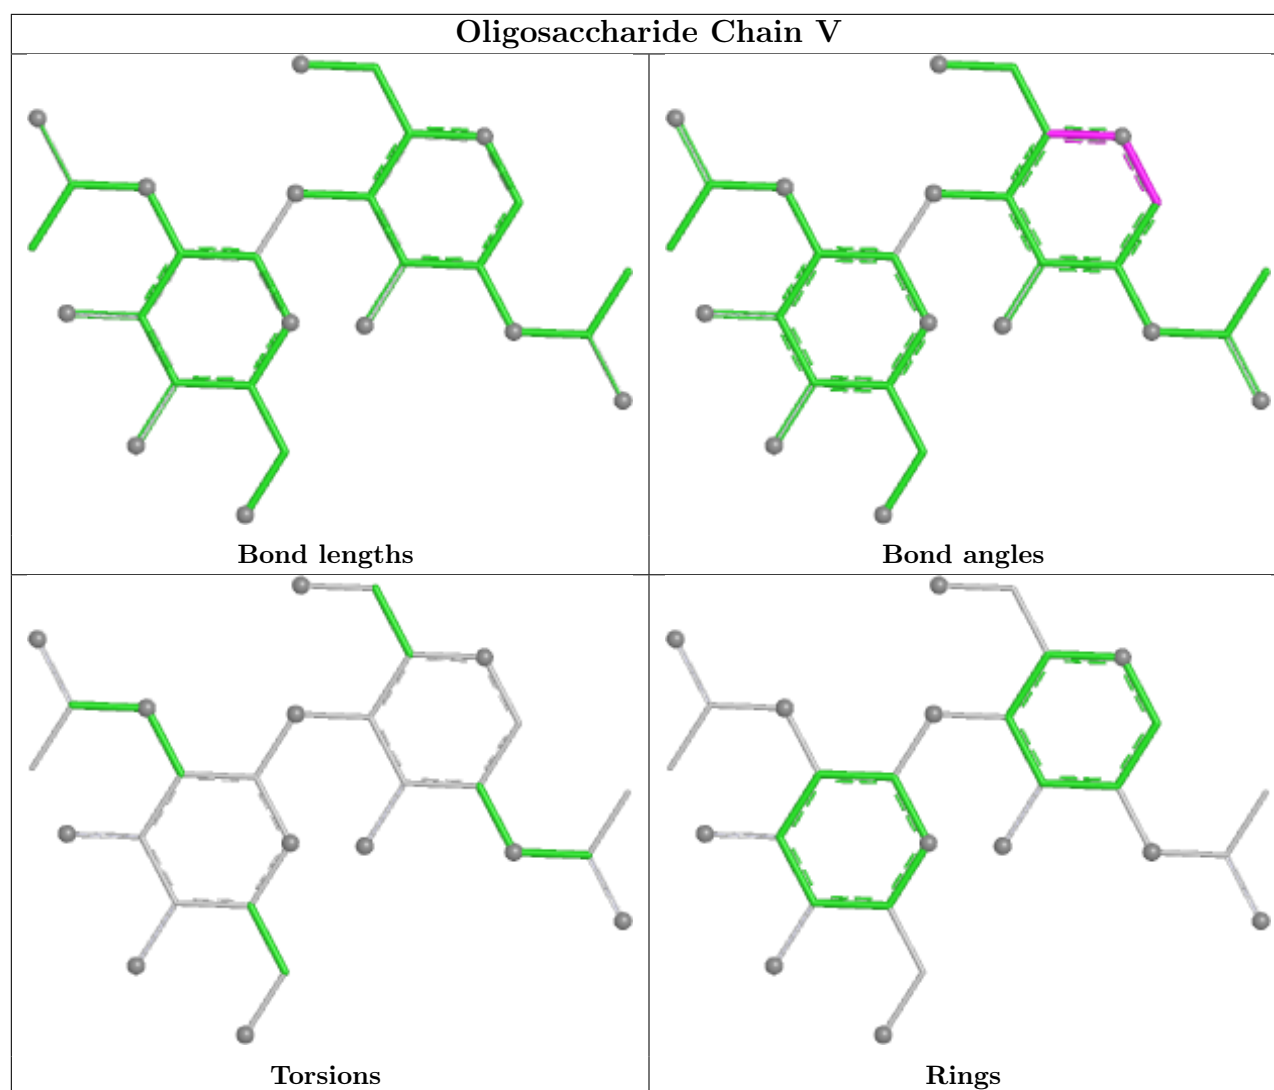 Oligosaccharide Chain V
Bond lengths
Bond angles
Torsions
Rings